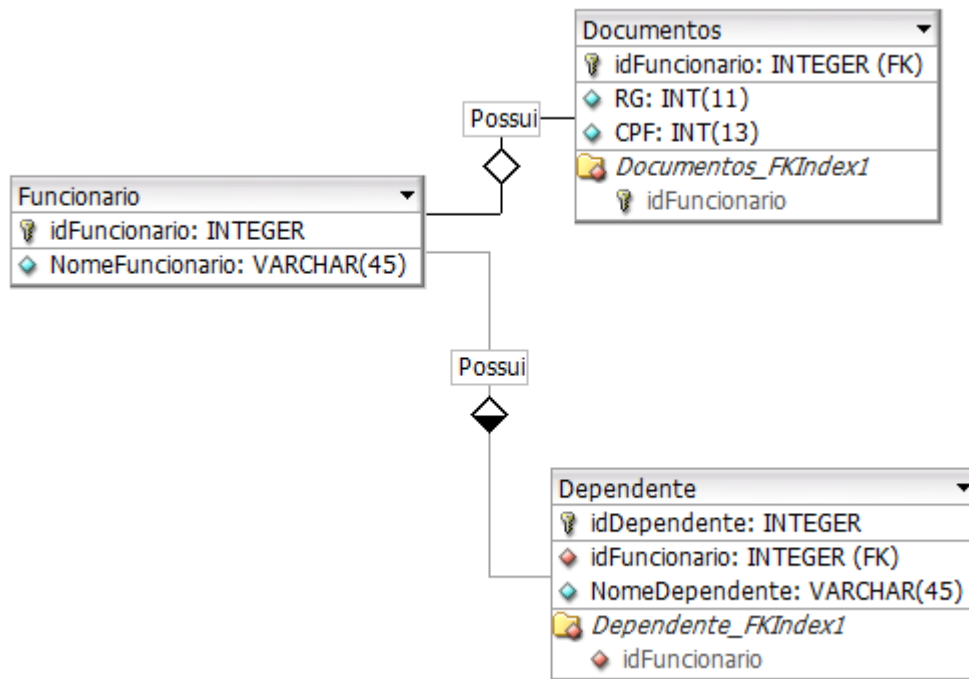 Documentos
idFuncionario: INTEGER (FK)
RG: INT(11)
CPF: INT(13)
Documentos_FKIndex1
idFuncionario
Possui
Funcionario
idFuncionario: INTEGER
NomeFuncionario: VARCHAR(45)
Possui
Dependente
idDependente: INTEGER
idFuncionario: INTEGER (FK)
NomeDependente: VARCHAR(45)
Dependente_FKIndex1
idFuncionario